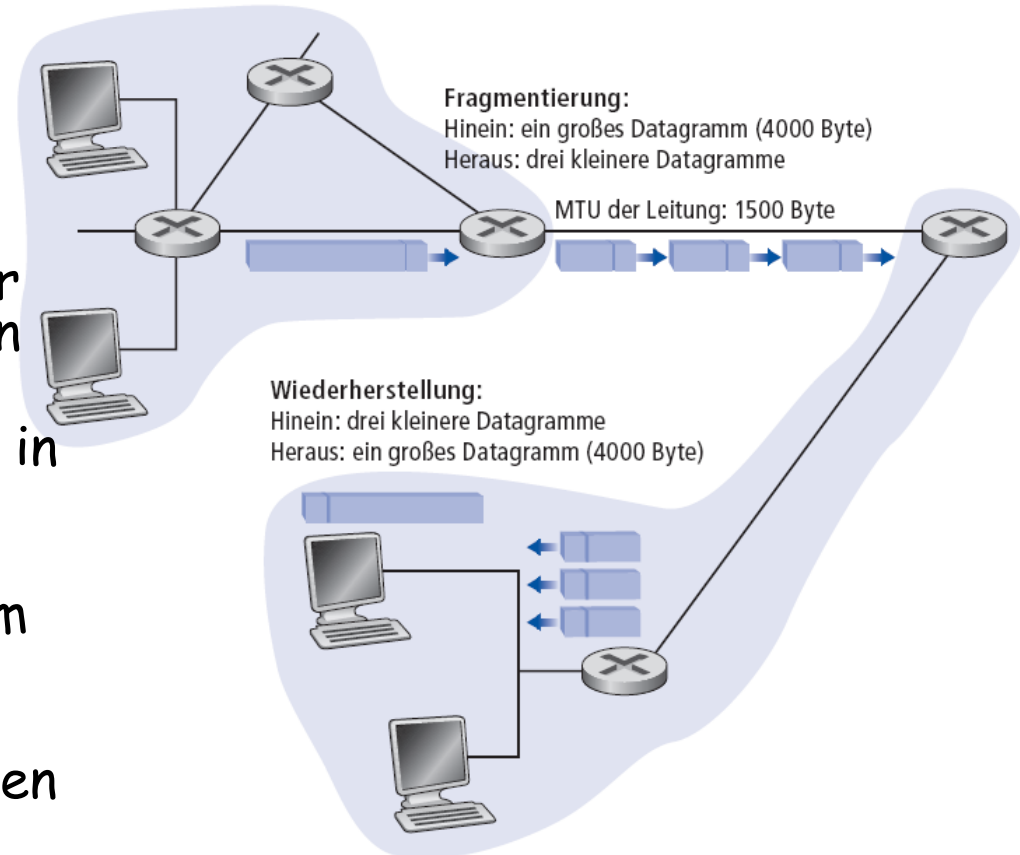 Fragmentierung:
Hinein: ein großes Datagramm (4000 Byte)
Heraus: drei kleinere Datagramme
MTU der Leitung: 1500 Byte
r
n
Wiederherstellung:
Hinein: drei kleinere Datagramme
Heraus: ein großes Datagramm (4000 Byte)
in
m
en